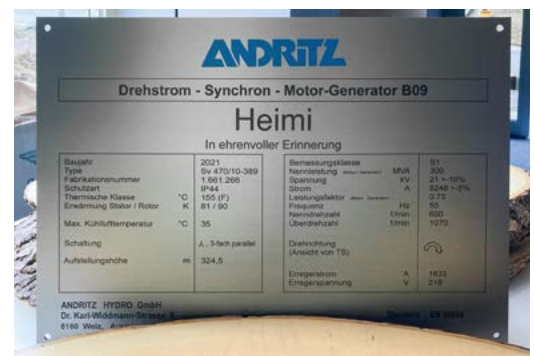 ANDRITZ
Drehstrom - Synchron - Motor-Generator B09
Heimi
In ehrenvoller Erinnerung
Baujahr 2021
Type Sv 470/10-389
Fabrikationsnummer 1.661.266
Schutzart IP44
Thermische Klasse °C 155 (F)
Erwärmung Stator / Rotor K 81 / 90
Max. Kühllufttemperatur °C 35
Schaltung 3-fach parallel
Aufstellungshöhe m 324,5
Bemessungsklasse S1
Nennleistung MVA 300
Spannung kV 21 +-10%
Strom A 8248 +-5%
Leistungsfaktor 0,75
Frequenz Hz 50
Nenndrehzahl 1/min 600
Überdrehzahl 1/min 1070
Drehrichtung
(Ansicht von TS)
Erregerstrom A 1633
Erregerspannung V 218
ANDRITZ HYDRO GmbH
Dr. Karl-Widdmann-Strasse 5
8160 Weiz,